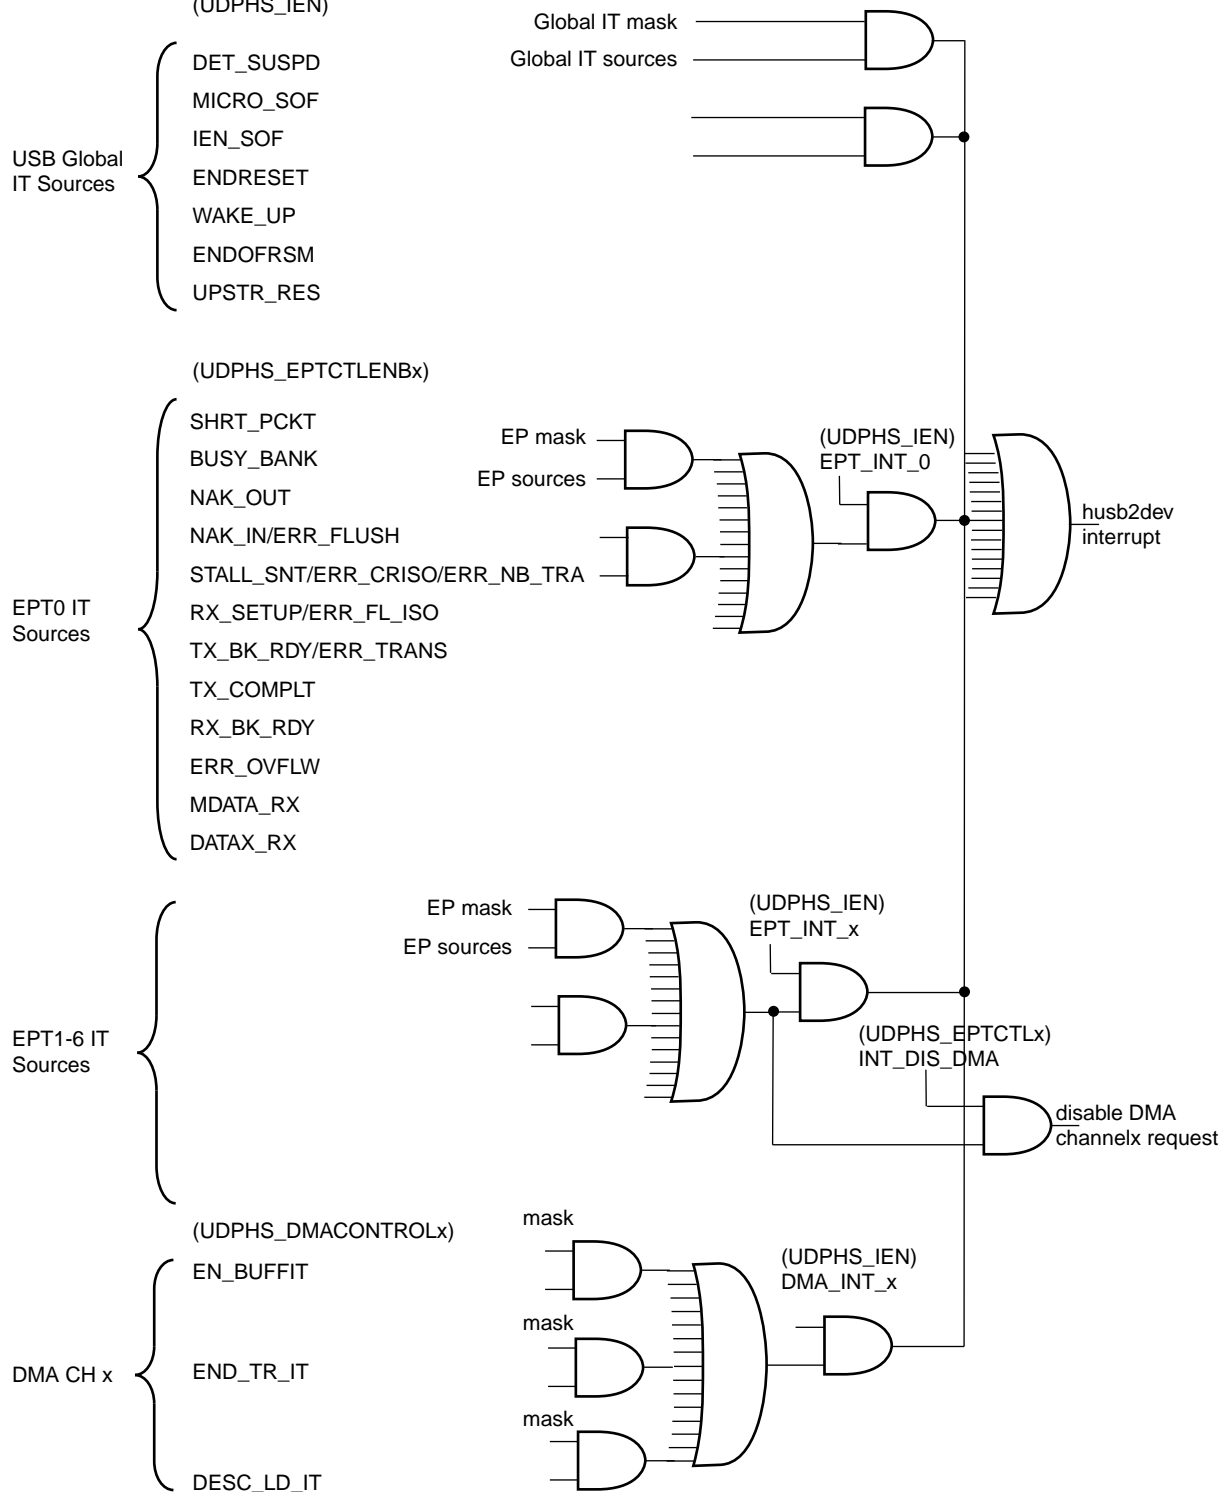 (UDPHS_IEN)
Global IT mask
Global IT sources
DET_SUSPD
MICRO_SOF
IEN_SOF
ENDRESET
WAKE_UP
ENDOFRSM
UPSTR_RES
USB Global
IT Sources
(UDPHS_EPTCTLENBx)
SHRT_PCKT
BUSY_BANK
NAK_OUT
NAK_IN/ERR_FLUSH
STALL_SNT/ERR_CRISO/ERR_NB_TRA
RX_SETUP/ERR_FL_ISO
TX_BK_RDY/ERR_TRANS
TX_COMPLT
RX_BK_RDY
ERR_OVFLW
MDATA_RX
DATAX_RX
EPT0 IT
Sources
EP mask
EP sources
(UDPHS_IEN)
EPT_INT_0
husb2dev
interrupt
EP mask
EP sources
(UDPHS_IEN)
EPT_INT_x
EPT1-6 IT
Sources
(UDPHS_EPTCTLx)
INT_DIS_DMA
disable DMA
channelx request
(UDPHS_DMACONTROLx)
mask
EN_BUFFIT
(UDPHS_IEN)
DMA_INT_x
mask
DMA CH x
END_TR_IT
mask
DESC_LD_IT